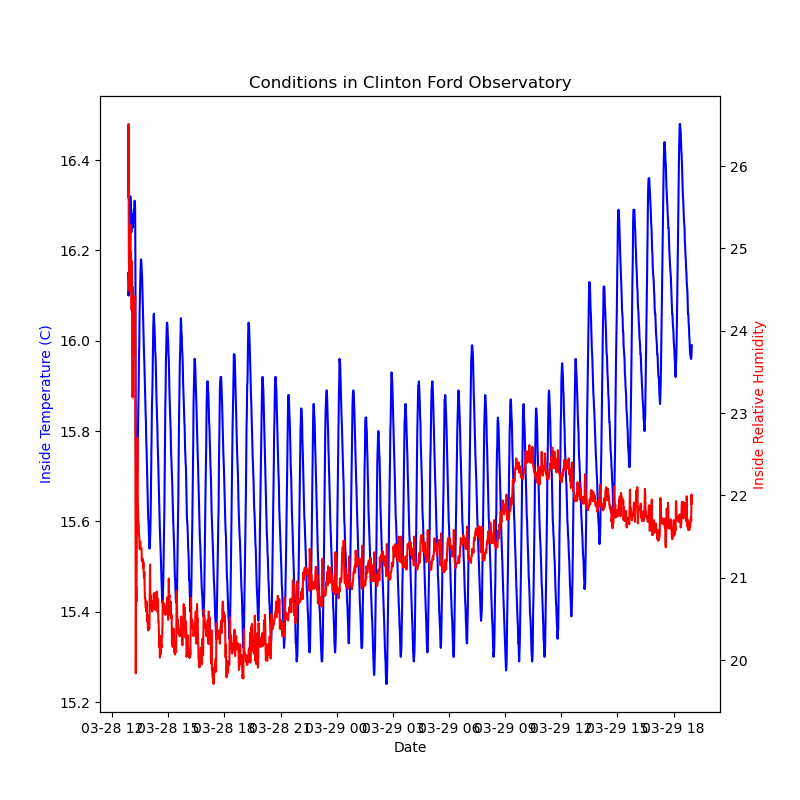 Conditions in Clinton Ford Observatory
Inside Temperature (C)
16.4
16.2
16.0
15.8
15.6
15.4
15.2
26
25
24
23
22
21
20
Inside Relative Humidity
03-28 12 03-28 15 03-28 18 03-28 21 03-29 00 03-29 03 03-29 06 03-29 09 03-29 12 03-29 15 03-29 18
Date